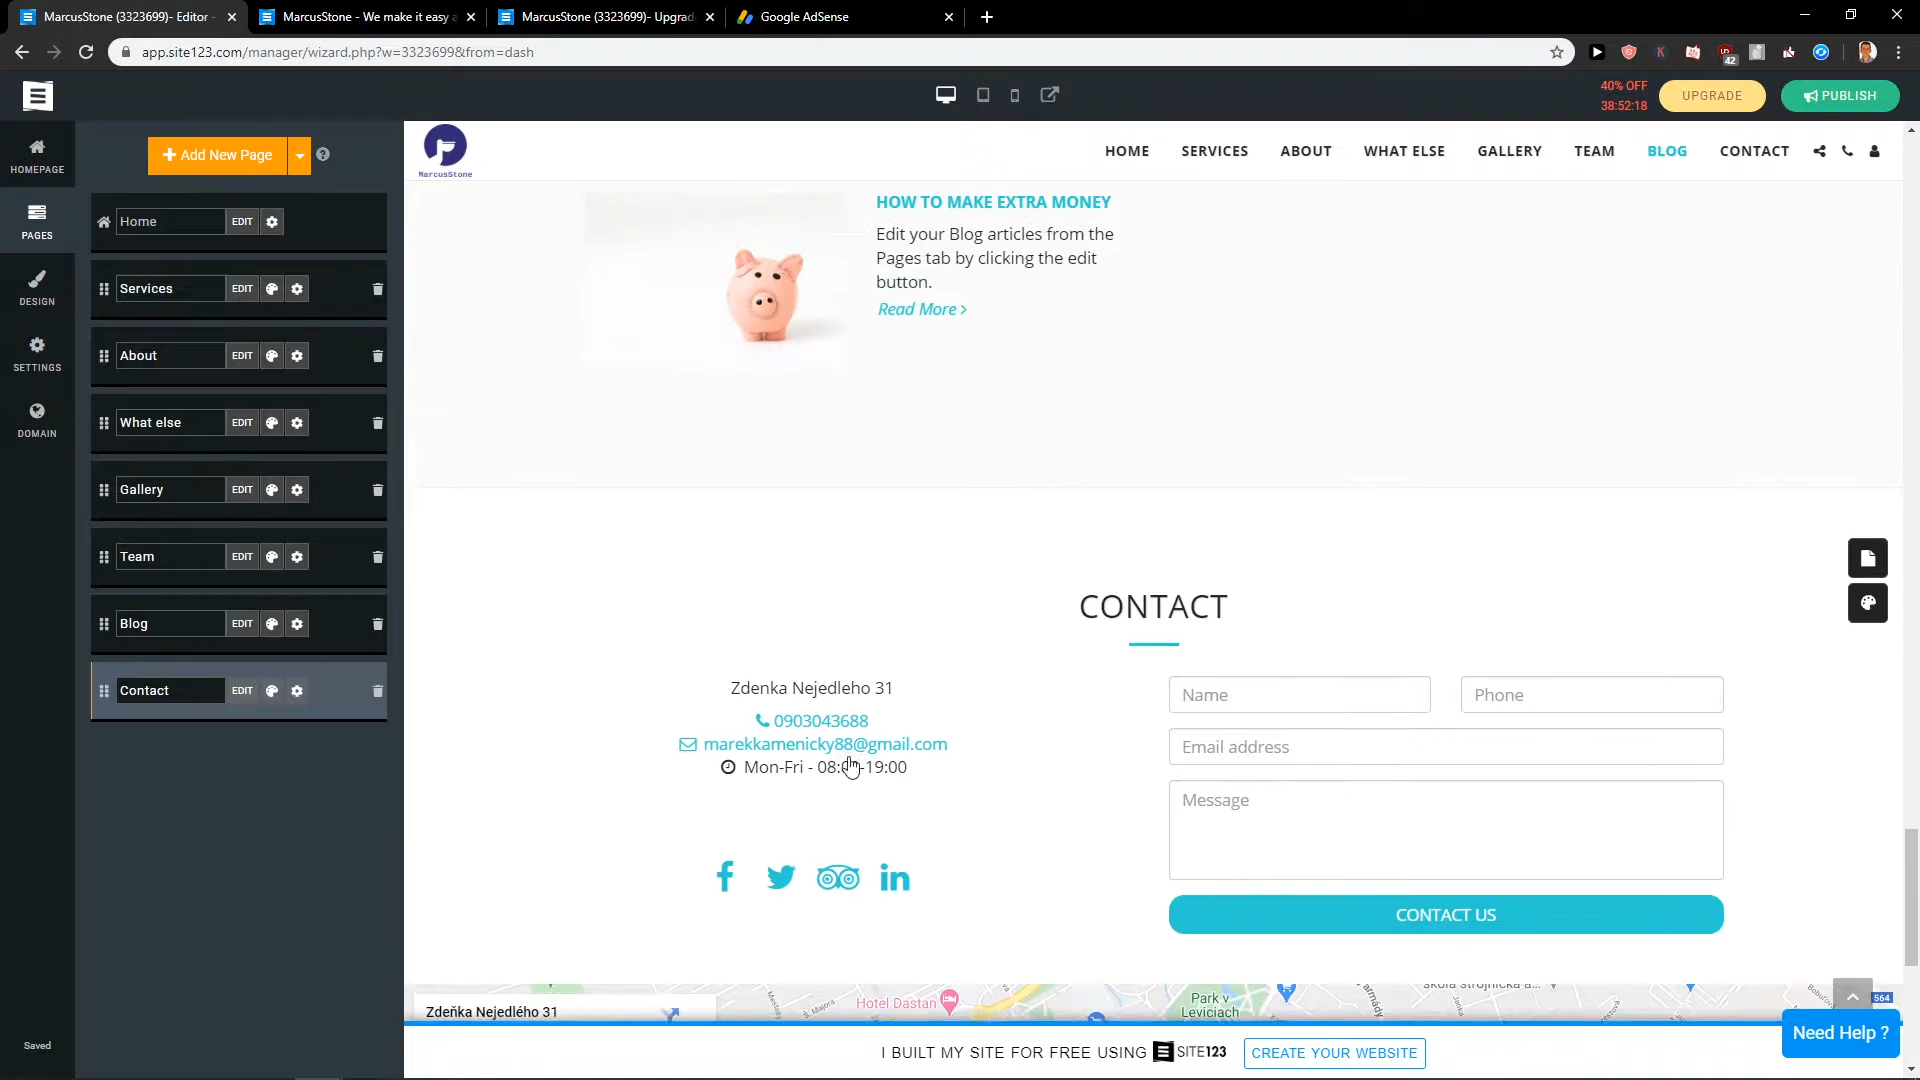 MarcusStone (3323699)- Editor -
MarcusStone - We make it easy a
MarcusStone (3323699)- Upgrad
Google AdSense
app.site123.com/manager/wizard.php?w=3323699&from=dash
42
40% OFF
38:52:18
UPGRADE
PUBLISH
HOMEPAGE
PAGES
DESIGN
SETTINGS
DOMAIN
Saved
Add New Page
Home EDIT
Services EDIT
About EDIT
What else EDIT
Gallery EDIT
Team EDIT
Blog EDIT
Contact EDIT
MarcusStone
HOME SERVICES ABOUT WHAT ELSE GALLERY TEAM BLOG CONTACT
HOW TO MAKE EXTRA MONEY
Edit your Blog articles from the
Pages tab by clicking the edit
button.
Read More >
CONTACT
Zdenka Nejedleho 31
0903043688
marekkamenicky88@gmail.com
Mon-Fri - 08:  -19:00
Name
Phone
Email address
Message
CONTACT US
Zdeňka Nejedlého 31
Hotel Dastan
Park v
Leviciach
564
Need Help ?
I BUILT MY SITE FOR FREE USING SITE123
CREATE YOUR WEBSITE